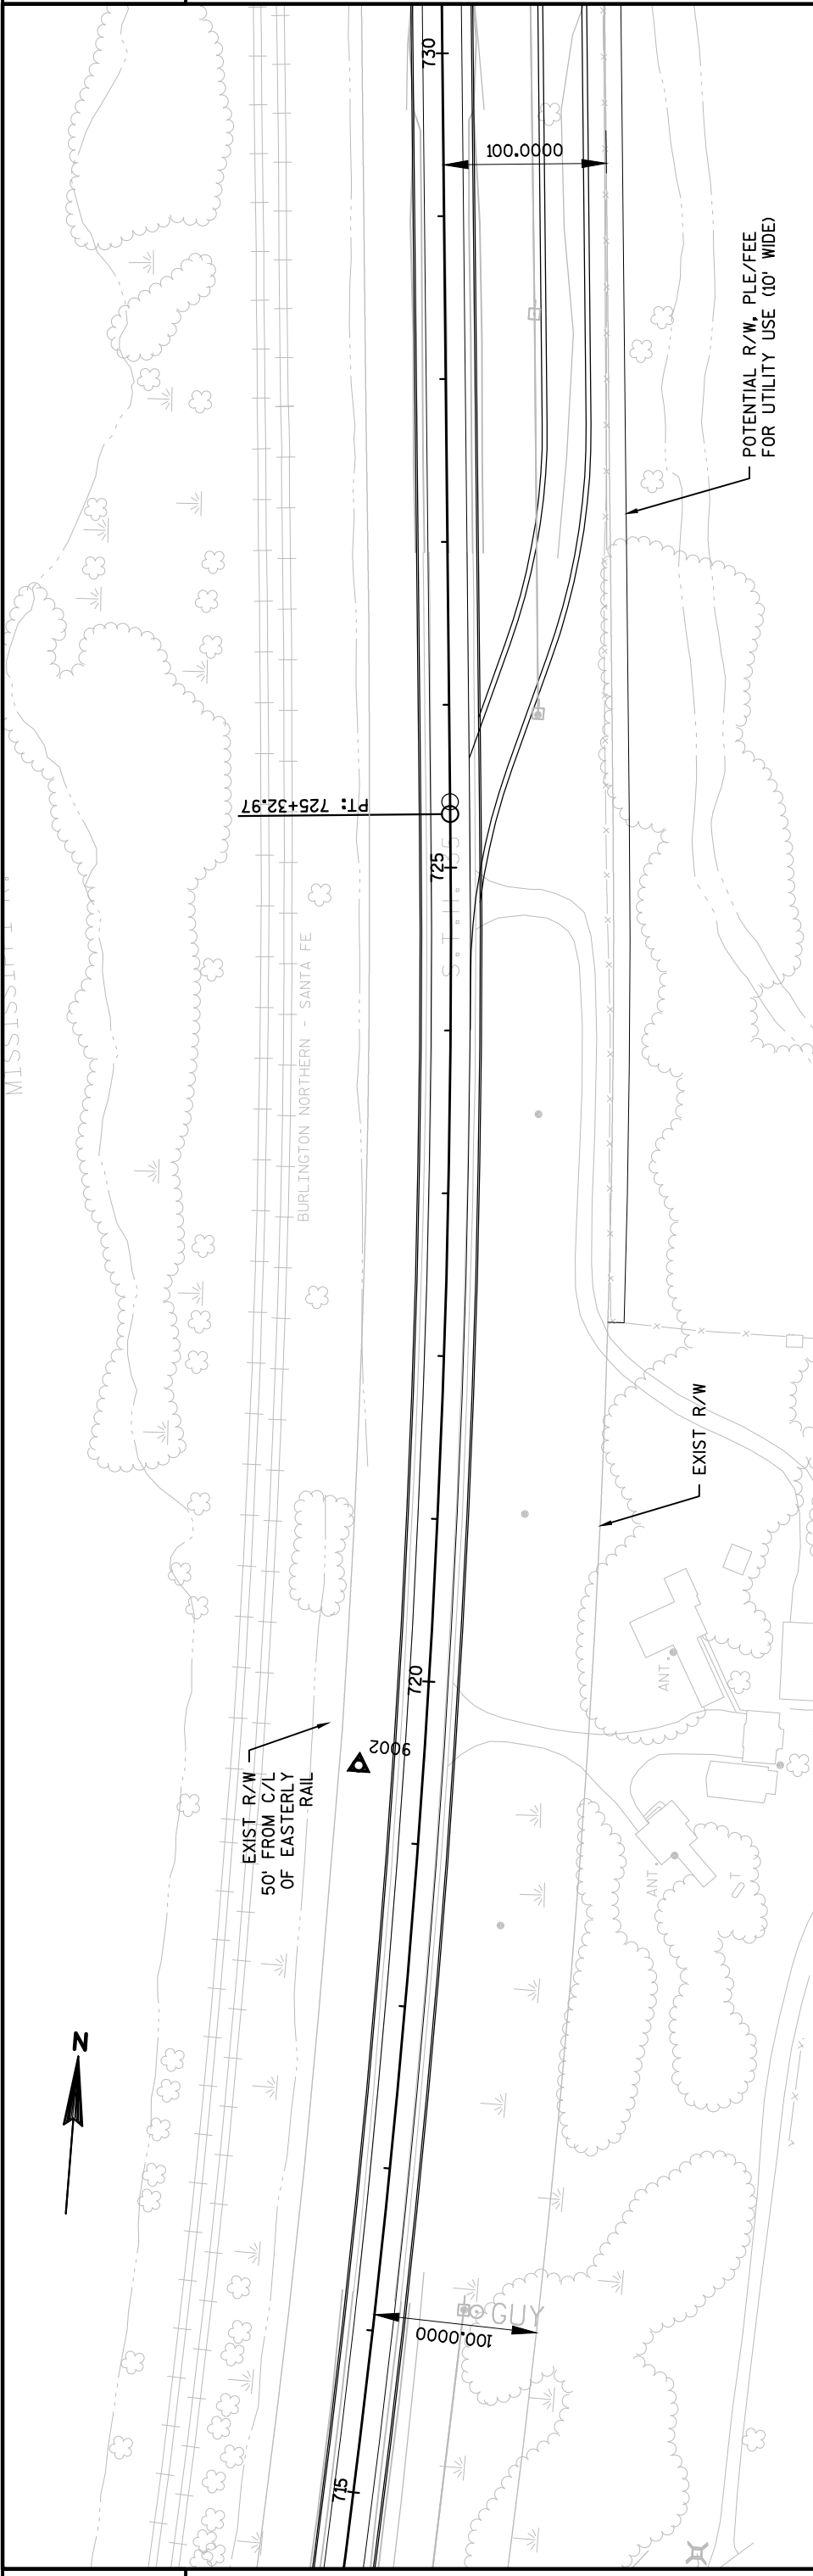 730
100.0000
POTENTIAL R/W, PLE/FEE
FOR UTILITY USE (10' WIDE)
PT: 725+32.97
725
S.T.H. 35
BURLINGTON NORTHERN - SANTA FE
EXIST R/W
720
9002
EXIST R/W
50' FROM C/L
OF EASTERLY
RAIL
ANT.
ANT.
T
N
GUY
100.0000
715